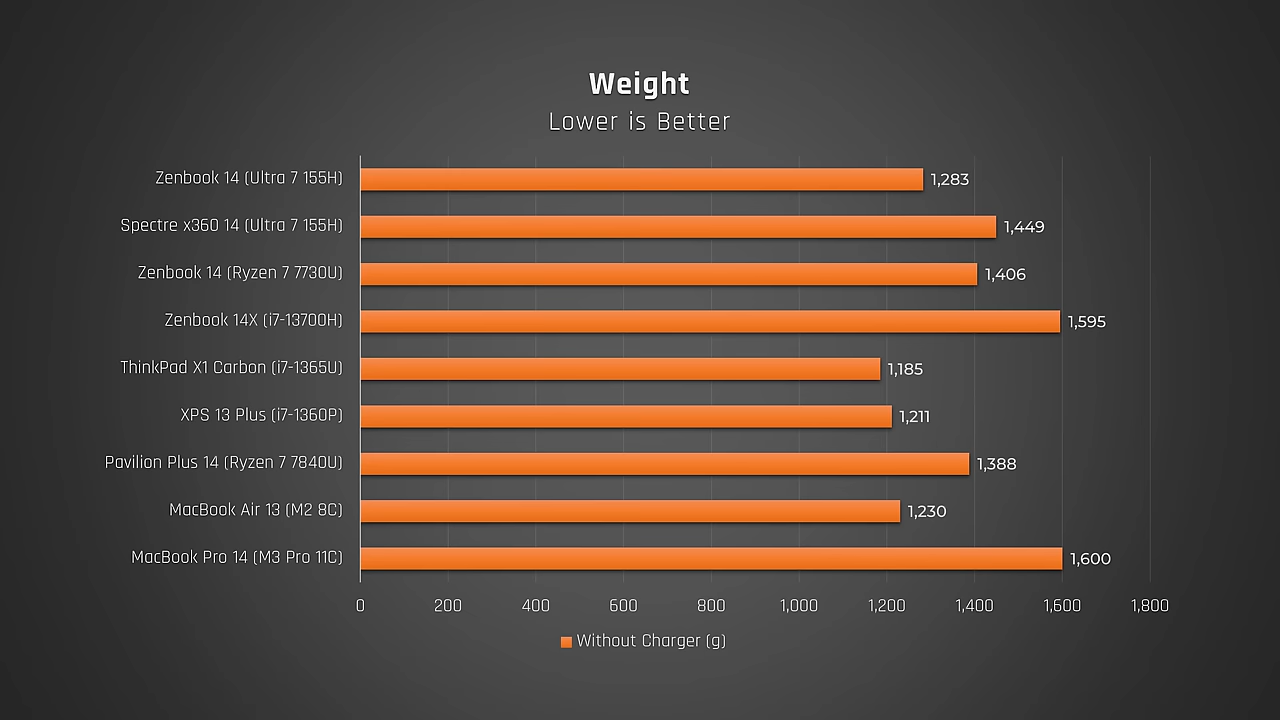 Weight
Lower is Better
Zenbook 14 (Ultra 7 155H) 1,283
Spectre x360 14 (Ultra 7 155H) 1,449
Zenbook 14 (Ryzen 7 7730U) 1,406
Zenbook 14X (i7-13700H) 1,595
ThinkPad X1 Carbon (i7-1365U) 1,185
XPS 13 Plus (i7-1360P) 1,211
Pavilion Plus 14 (Ryzen 7 7840U) 1,388
MacBook Air 13 (M2 8C) 1,230
MacBook Pro 14 (M3 Pro 11C) 1,600
0 200 400 600 800 1,000 1,200 1,400 1,600 1,800
Without Charger (g)